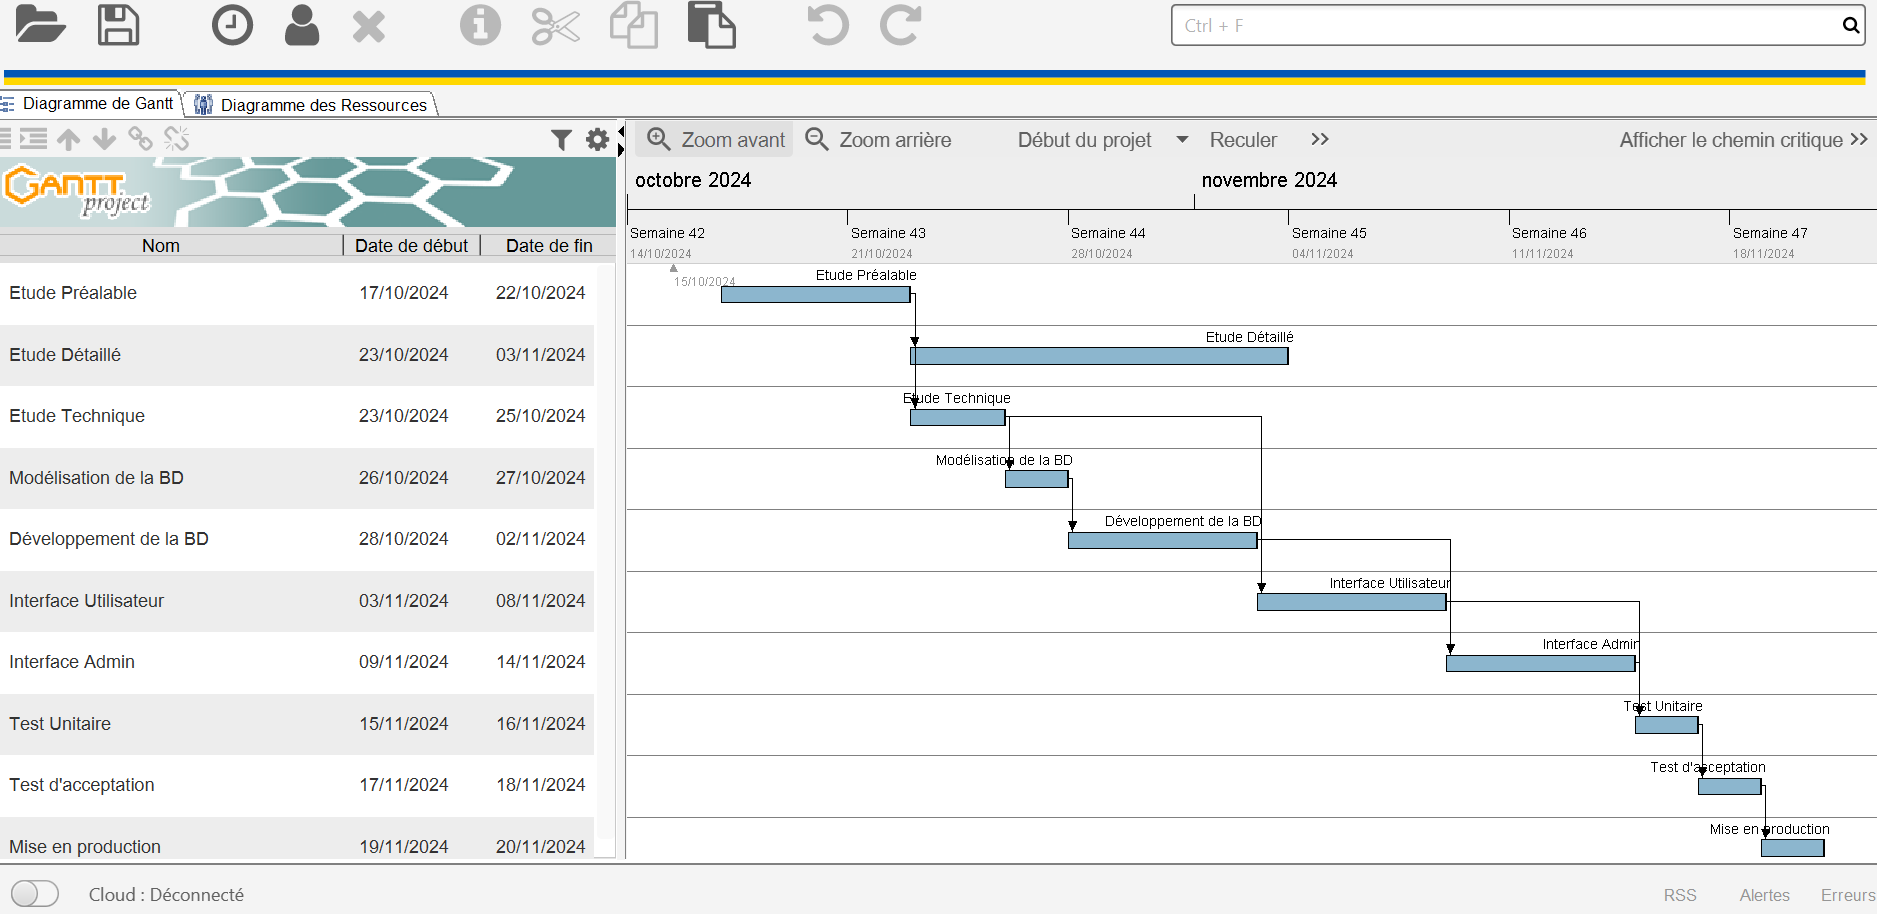 Ctrl + F
Diagramme de Gantt
Diagramme des Ressources
Zoom avant
Zoom arrière
Début du projet
Reculer
Afficher le chemin critique
GANTT project
octobre 2024
novembre 2024
Semaine 42
Semaine 43
Semaine 44
Semaine 45
Semaine 46
Semaine 47
14/10/2024
21/10/2024
28/10/2024
04/11/2024
11/11/2024
18/11/2024
15/10/2024
Nom Date de début Date de fin
Etude Préalable 17/10/2024 22/10/2024
Etude Détaillé 23/10/2024 03/11/2024
Etude Technique 23/10/2024 25/10/2024
Modélisation de la BD 26/10/2024 27/10/2024
Développement de la BD 28/10/2024 02/11/2024
Interface Utilisateur 03/11/2024 08/11/2024
Interface Admin 09/11/2024 14/11/2024
Test Unitaire 15/11/2024 16/11/2024
Test d'acceptation 17/11/2024 18/11/2024
Mise en production 19/11/2024 20/11/2024
Etude Préalable
Etude Détaillé
Etude Technique
Modélisation de la BD
Développement de la BD
Interface Utilisateur
Interface Admin
Test Unitaire
Test d'acceptation
Mise en production
Cloud : Déconnecté
RSS
Alertes
Erreurs